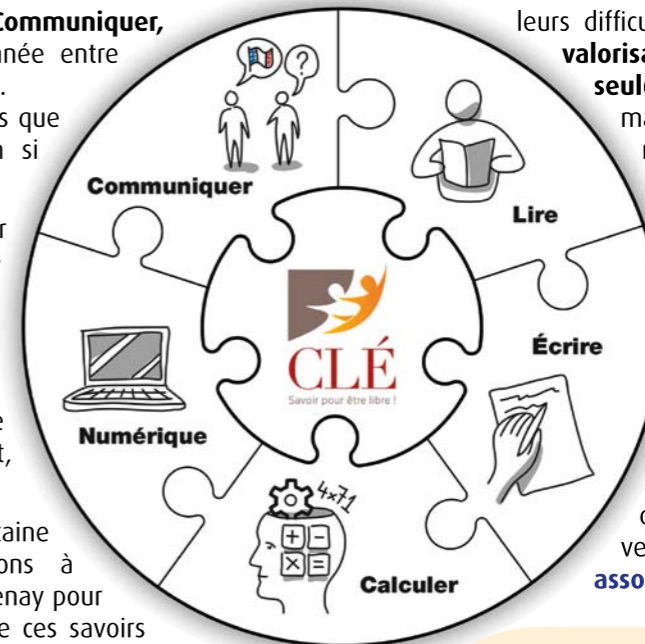 Communiquer,
née entre
s que
si
r
t,
taine
ons à
enay pour
e ces savoirs
leurs difficu
valorisa
seul
ma
ve
asso
?
Communiquer
Lire
Écrire
Calculer
4x71
+ −
× =
Numérique
CLÉ
Savoir pour être libre !